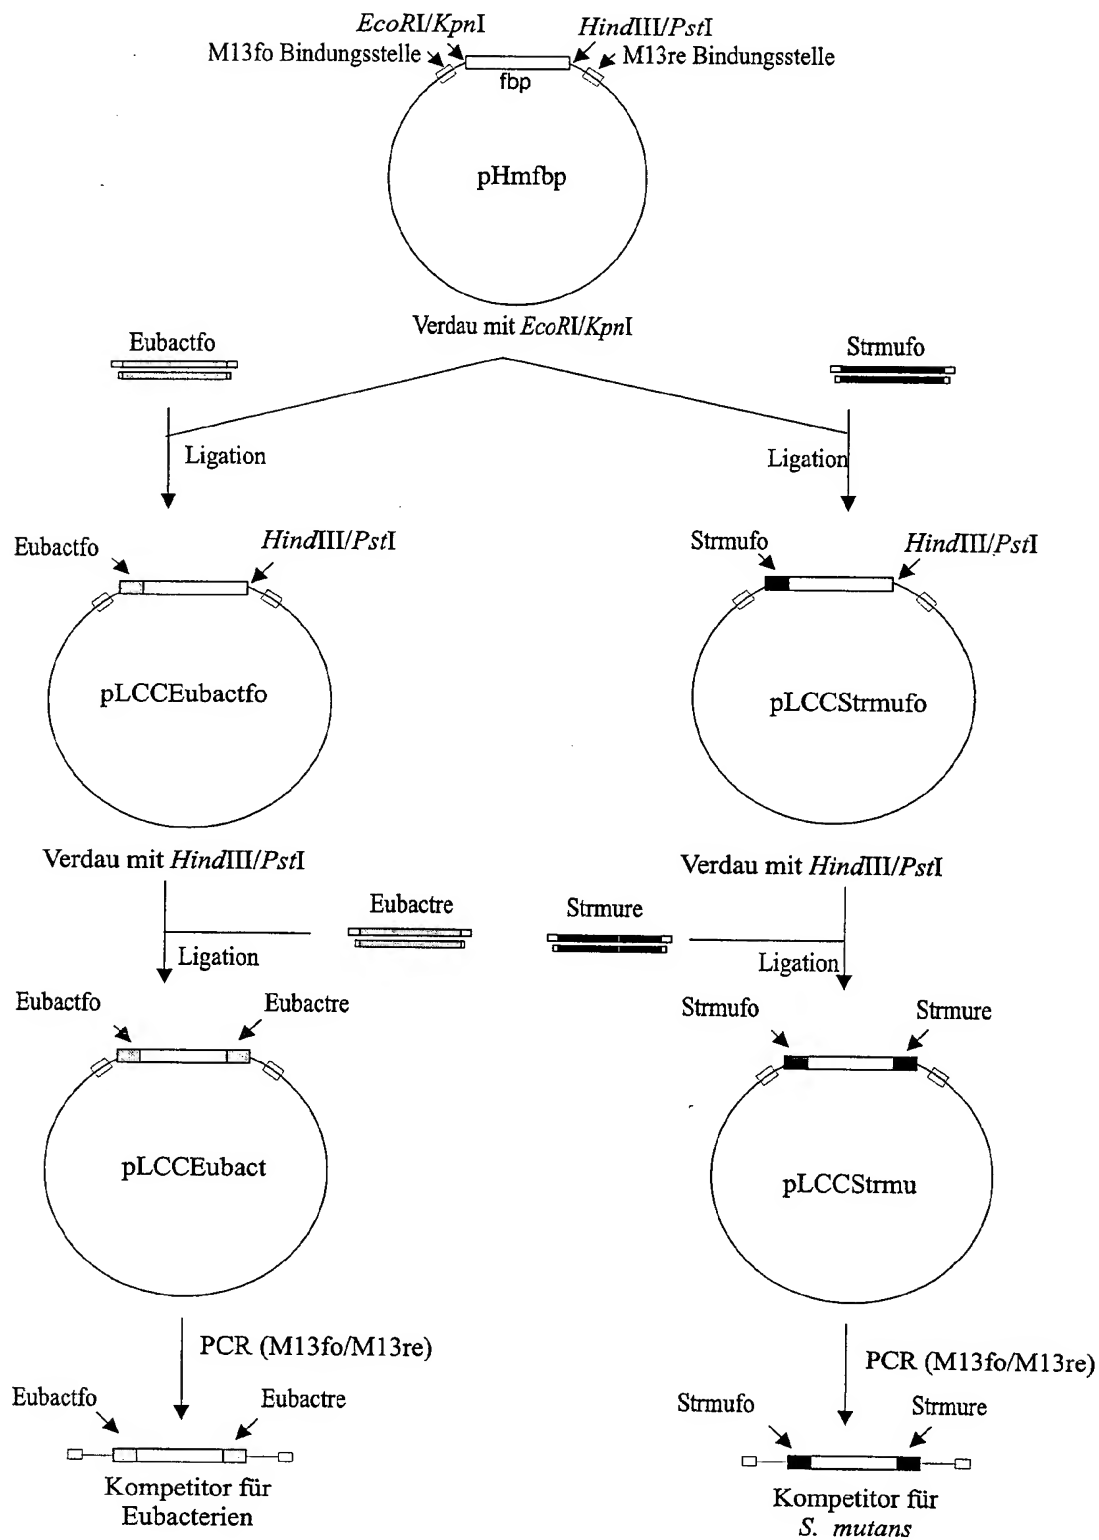 EcoRI/KpnI
HindIII/PstI
M13fo Bindungsstelle
M13re Bindungsstelle
fbp
pHmfbp
Verdau mit EcoRI/KpnI
Eubactfo
Strmufo
Ligation
Ligation
Eubactfo
HindIII/PstI
Strmufo
HindIII/PstI
pLCCEubactfo
pLCCStrmufo
Verdau mit HindIII/PstI
Verdau mit HindIII/PstI
Eubactre
Strmure
Ligation
Ligation
Eubactfo
Eubactre
Strmufo
Strmure
pLCCEubact
pLCCStrmu
PCR (M13fo/M13re)
PCR (M13fo/M13re)
Eubactfo
Eubactre
Strmufo
Strmure
Kompetitor für
Eubacterien
Kompetitor für
S. mutans